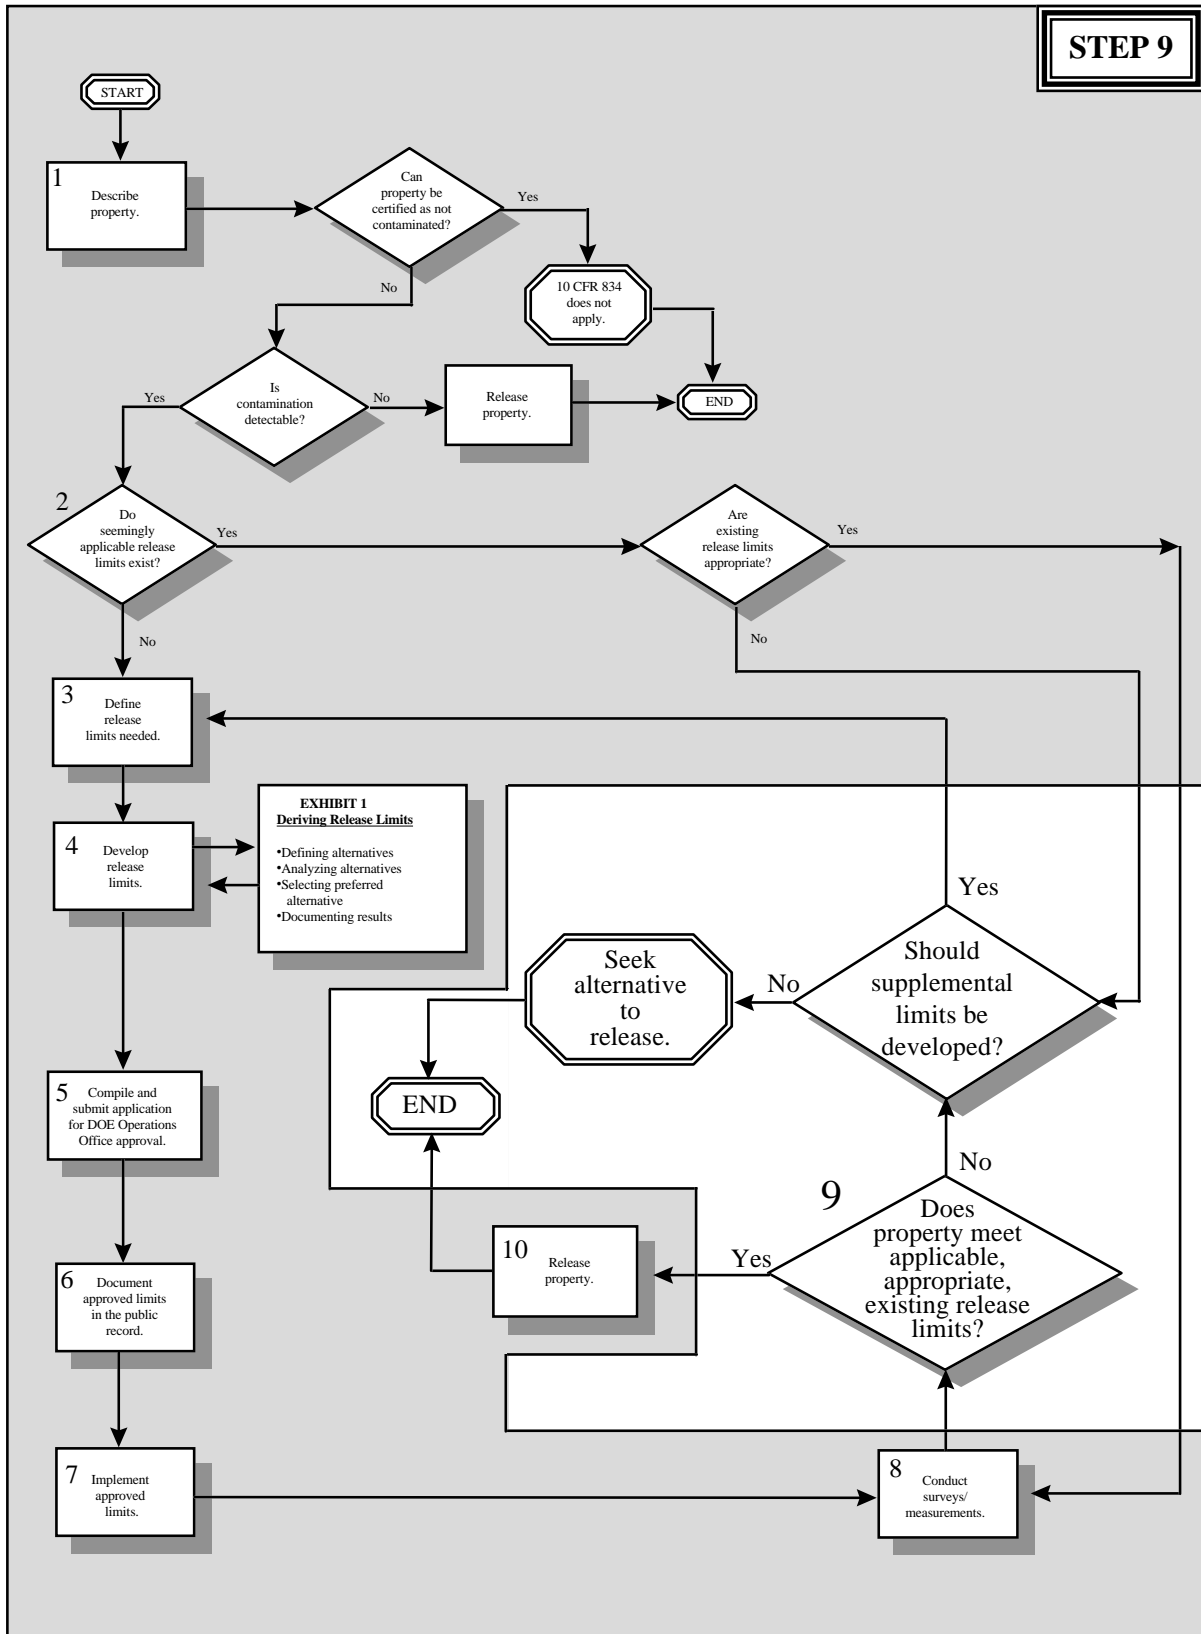 STEP 9
START
1
Describe
property.
Can
property be
certified as not
contaminated?
Yes
No
10 CFR 834
does not
apply.
END
Is
contamination
detectable?
Yes
No
Release
property.
2
Do
seemingly
applicable release
limits exist?
Yes
No
Are
existing
release limits
appropriate?
Yes
No
3
Define
release
limits needed.
4
Develop
release
limits.
EXHIBIT 1
Deriving Release Limits
•Defining alternatives
•Analyzing alternatives
•Selecting preferred
alternative
•Documenting results
Yes
Should
supplemental
limits be
developed?
No
Seek
alternative
to
release.
END
5
Compile and
submit application
for DOE Operations
Office approval.
No
9
Does
property meet
applicable,
appropriate,
existing release
limits?
Yes
10
Release
property.
6
Document
approved limits
in the public
record.
7
Implement
approved
limits.
8
Conduct
surveys/
measurements.